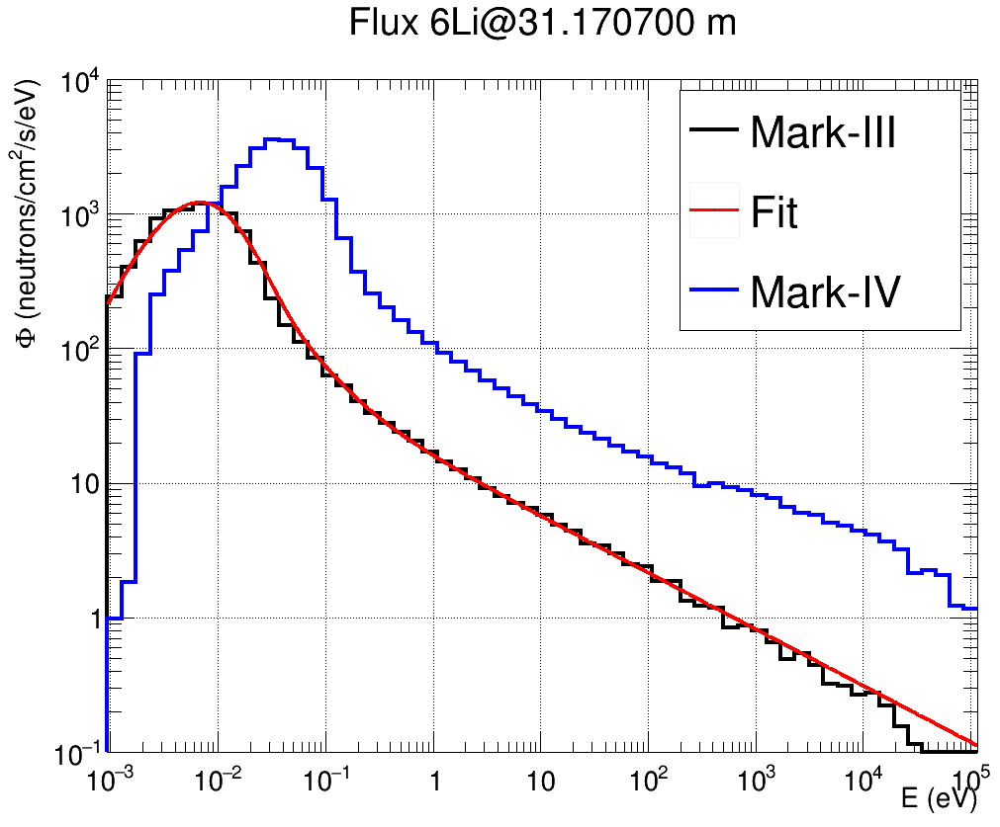 Flux 6Li@31.170700 m
Φ (neutrons/cm²/s/eV)
10⁴
10³
10²
10
1
10⁻¹
Mark-III
Fit
Mark-IV
10⁻³ 10⁻² 10⁻¹ 1 10 10² 10³ 10⁴ 10⁵
E (eV)